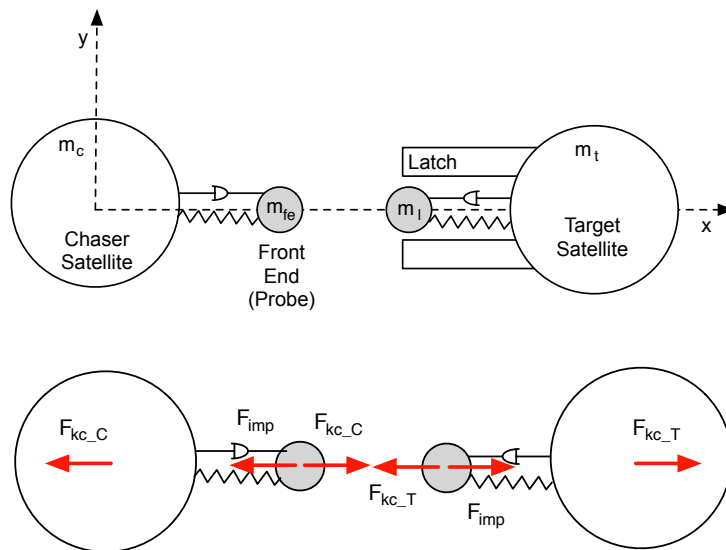 y
m_c
Latch
m_t
m_fe
m_l
Chaser
Satellite
Target
Satellite
x
Front
End
(Probe)
F_kc_C
F_imp
F_kc_C
F_kc_T
F_kc_T
F_imp